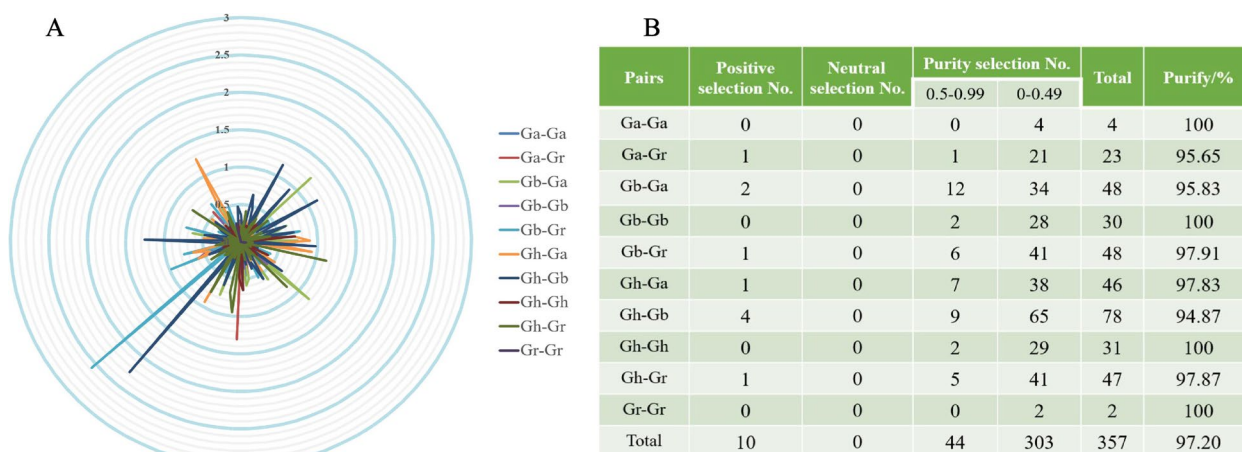 A
3
2.5
2
1.5
1
0.5
Ga-Ga
Ga-Gr
Gb-Ga
Gb-Gb
Gb-Gr
Gh-Ga
Gh-Gb
Gh-Gh
Gh-Gr
Gr-Gr
B
Pairs Positive selection No. Neutral selection No. Purity selection No. Total Purify/%
0.5-0.99 0-0.49
Ga-Ga 0 0 0 4 4 100
Ga-Gr 1 0 1 21 23 95.65
Gb-Ga 2 0 12 34 48 95.83
Gb-Gb 0 0 2 28 30 100
Gb-Gr 1 0 6 41 48 97.91
Gh-Ga 1 0 7 38 46 97.83
Gh-Gb 4 0 9 65 78 94.87
Gh-Gh 0 0 2 29 31 100
Gh-Gr 1 0 5 41 47 97.87
Gr-Gr 0 0 0 2 2 100
Total 10 0 44 303 357 97.20